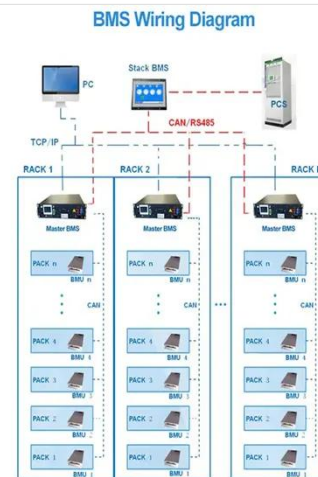 BMS Wiring Diagram
Stack BMS
PC
PCS
CAN/RS485
TCP/IP
RACK 1
RACK 2
RACK
Master BMS
Master BMS
Master BMS
PACK n
BMU n
PACK n
BMU n
PACK n
BMU n
CAN
CAN
CAN
PACK 4
BMU 4
PACK 4
BMU 4
PACK 4
BMU 4
PACK 3
BMU 3
PACK 3
BMU 3
PACK 3
BMU 3
PACK 2
BMU 2
PACK 2
BMU 2
PACK 2
BMU 2
PACK 1
BMU 1
PACK 1
BMU 1
PACK 1
BMU 1